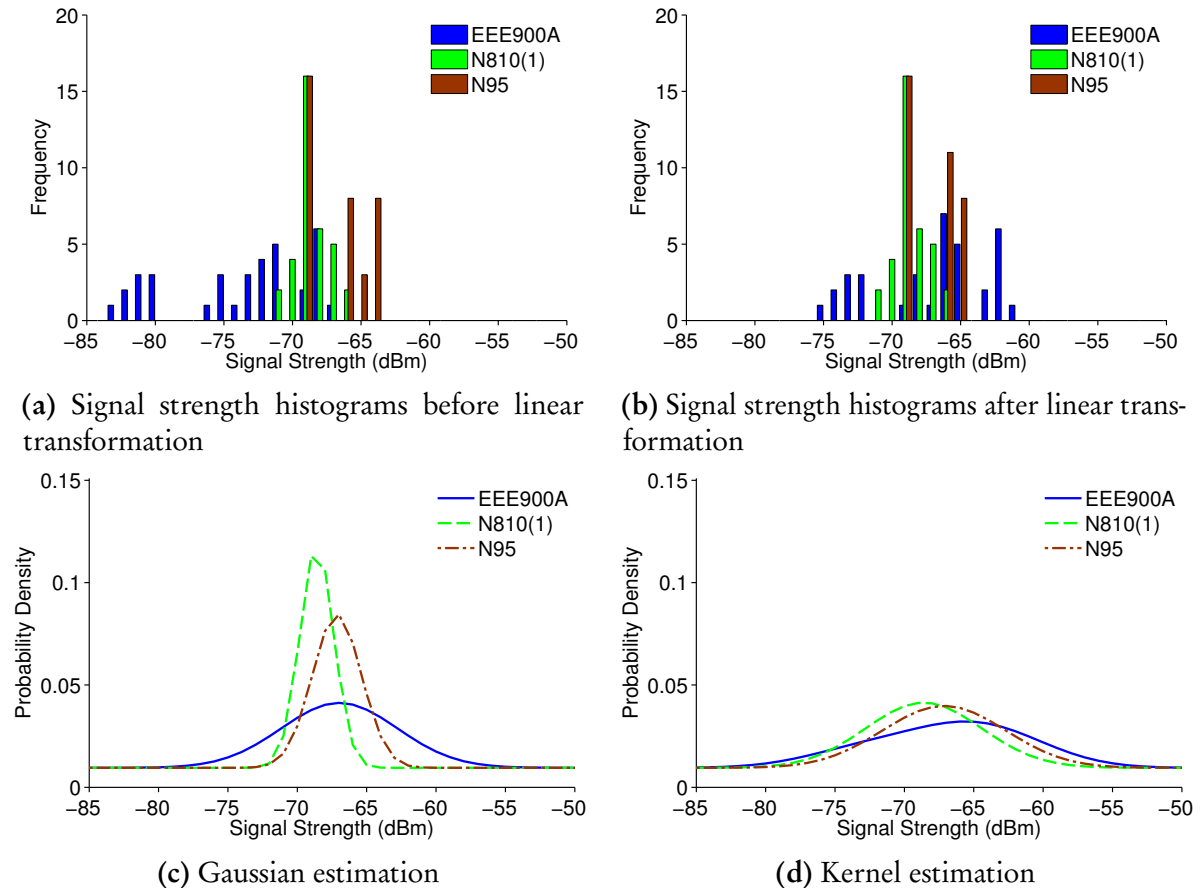 20
15
10
5
0
Frequency
EEE900A
N810(1)
N95
−85 −80 −75 −70 −65 −60 −55 −50
Signal Strength (dBm)
(a) Signal strength histograms before linear
transformation
20
15
10
5
0
Frequency
EEE900A
N810(1)
N95
−85 −80 −75 −70 −65 −60 −55 −50
Signal Strength (dBm)
(b) Signal strength histograms after linear trans-
formation
0.15
0.1
0.05
0
Probability Density
EEE900A
N810(1)
N95
−85 −80 −75 −70 −65 −60 −55 −50
Signal Strength (dBm)
(c) Gaussian estimation
0.15
0.1
0.05
0
Probability Density
EEE900A
N810(1)
N95
−85 −80 −75 −70 −65 −60 −55 −50
Signal Strength (dBm)
(d) Kernel estimation